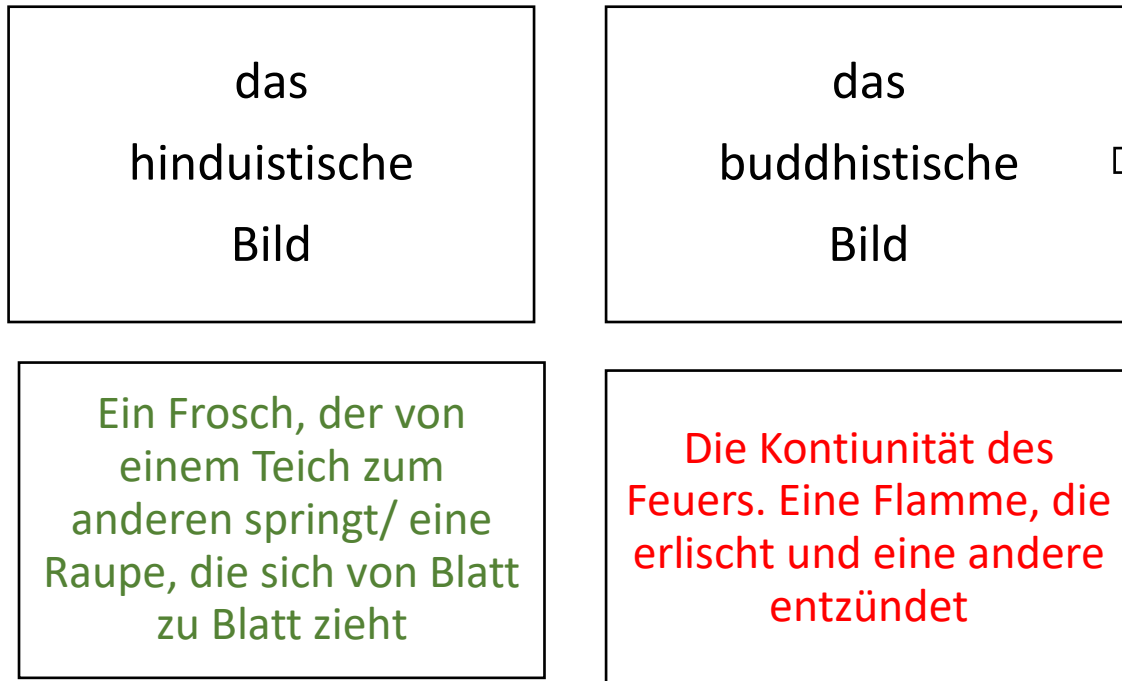 das
hinduistische
Bild
das
buddhistische
Bild
Ein Frosch, der von
einem Teich zum
anderen springt/ eine
Raupe, die sich von Blatt
zu Blatt zieht
Die Kontiunität des
Feuers. Eine Flamme, die
erlischt und eine andere
entzündet